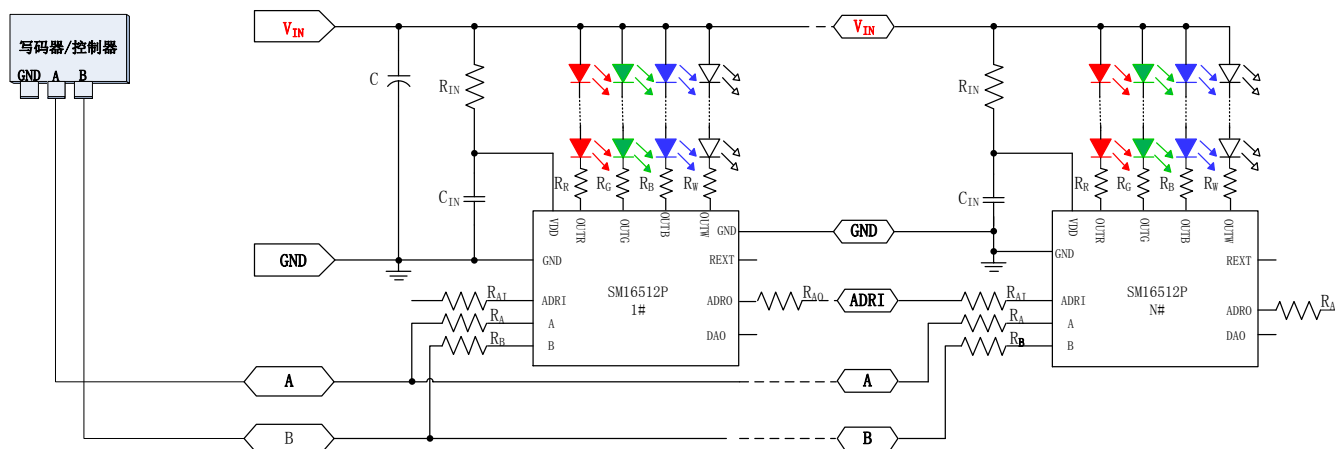 写码器/控制器
GND A B
VIN
VIN
C
RIN
RIN
CIN
CIN
RR RG RB RW
RR RG RB RW
VDD OUTR OUTG OUTB OUTW
GND
GND
REXT
SM16512P
1#
ADRI
A
B
ADRO
DAO
RAI
RA
RB
RAO
GND
GND
ADRI
VDD OUTR OUTG OUTB OUTW
GND
REXT
SM16512P
N#
ADRI
A
B
ADRO
DAO
RAI
RA
RB
RA
A
A
B
B